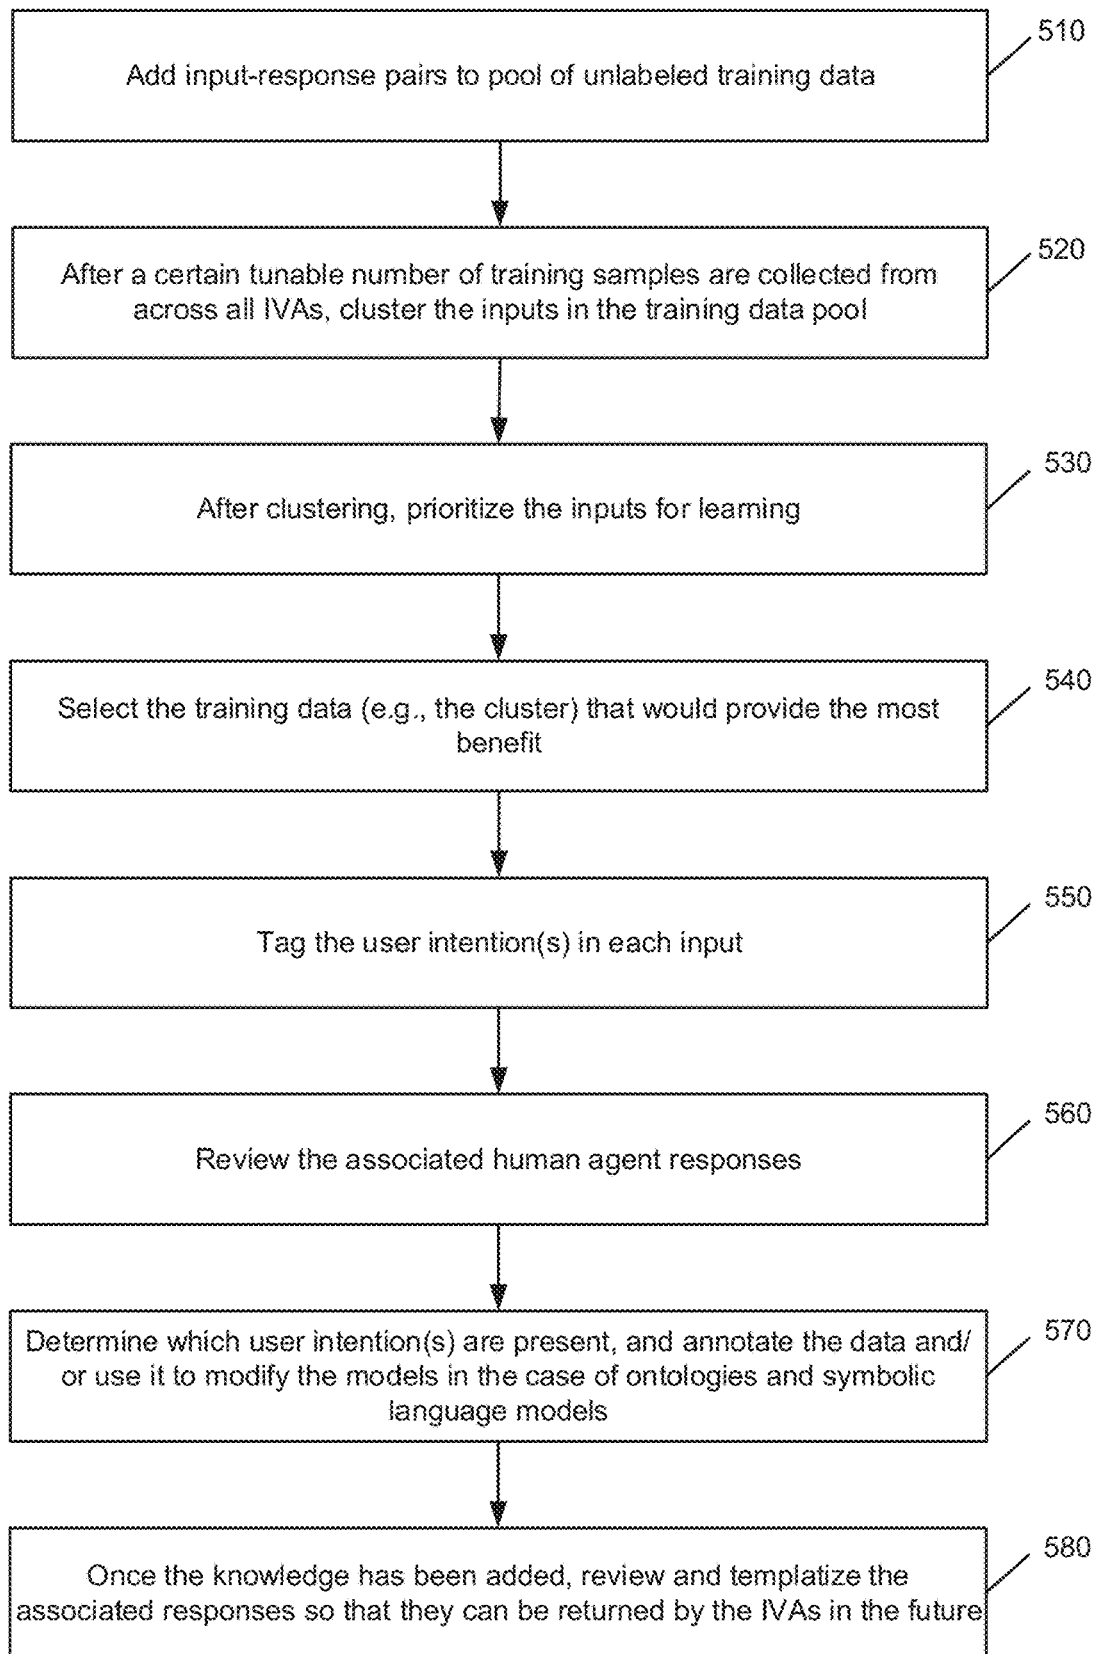 510
Add input-response pairs to pool of unlabeled training data
520
After a certain tunable number of training samples are collected from
across all IVAs, cluster the inputs in the training data pool
530
After clustering, prioritize the inputs for learning
540
Select the training data (e.g., the cluster) that would provide the most
benefit
550
Tag the user intention(s) in each input
560
Review the associated human agent responses
570
Determine which user intention(s) are present, and annotate the data and/
or use it to modify the models in the case of ontologies and symbolic
language models
580
Once the knowledge has been added, review and templatize the
associated responses so that they can be returned by the IVAs in the future